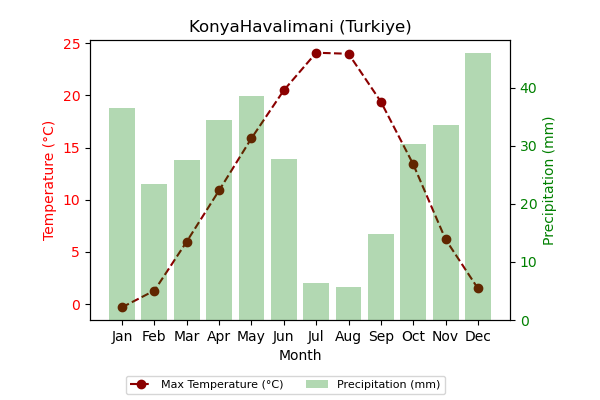 KonyaHavalimani (Turkiye)
25
20
15
10
5
0
Temperature (°C)
40
30
20
10
0
Precipitation (mm)
Jan Feb Mar Apr May Jun Jul Aug Sep Oct Nov Dec
Month
Max Temperature (°C) Precipitation (mm)